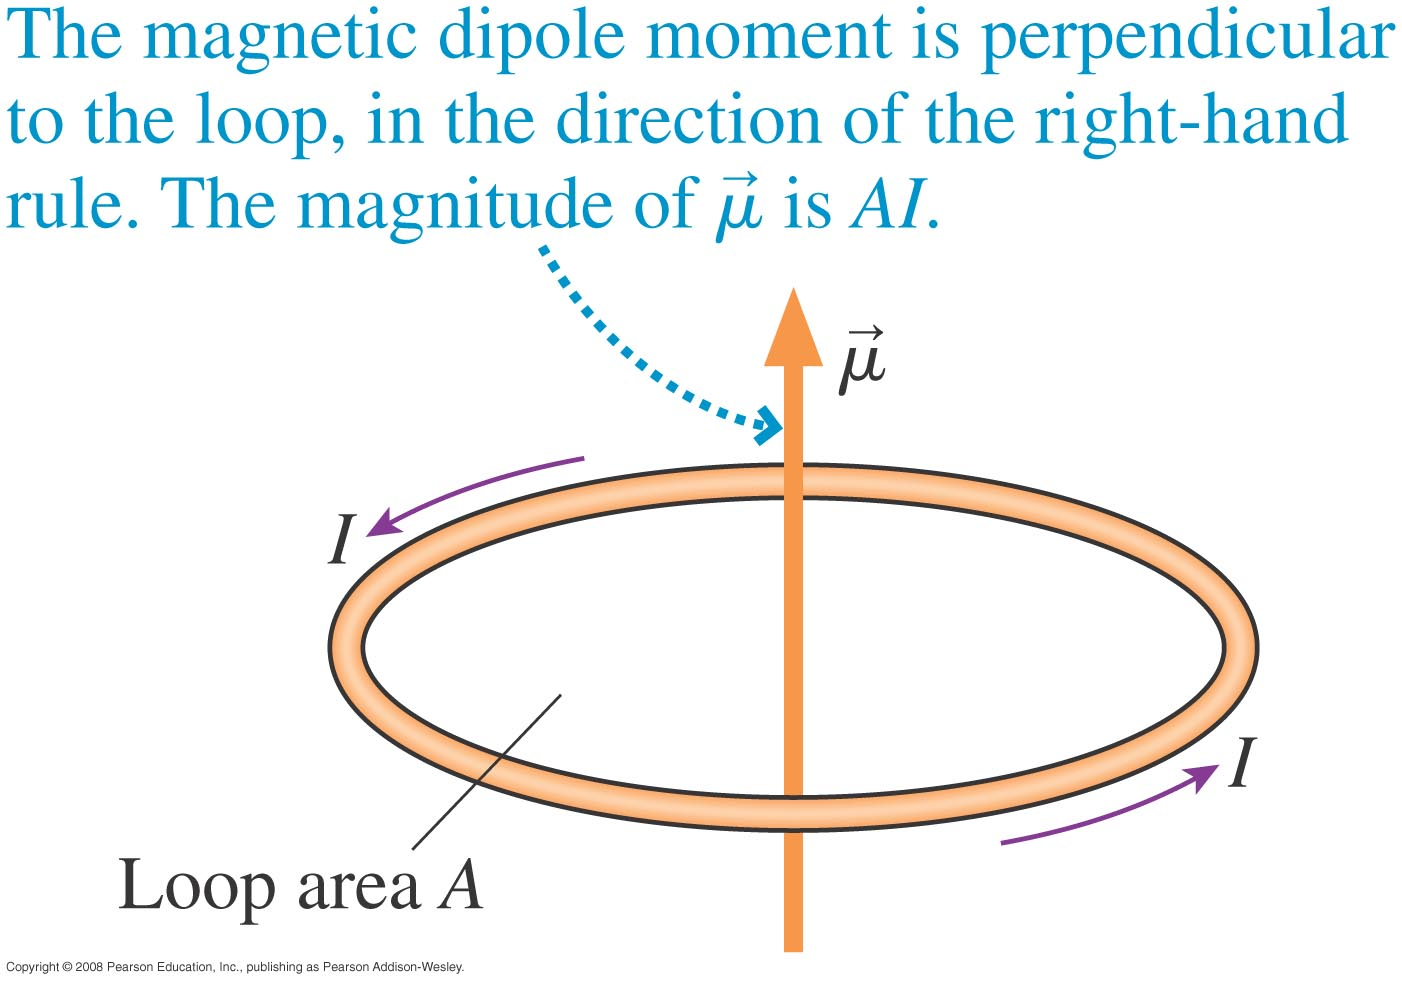 The magnetic dipole moment is perpendicular
to the loop, in the direction of the right-hand
rule. The magnitude of μ⃗ is AI.
μ⃗
I
I
Loop area A
Copyright © 2008 Pearson Education, Inc., publishing as Pearson Addison-Wesley.